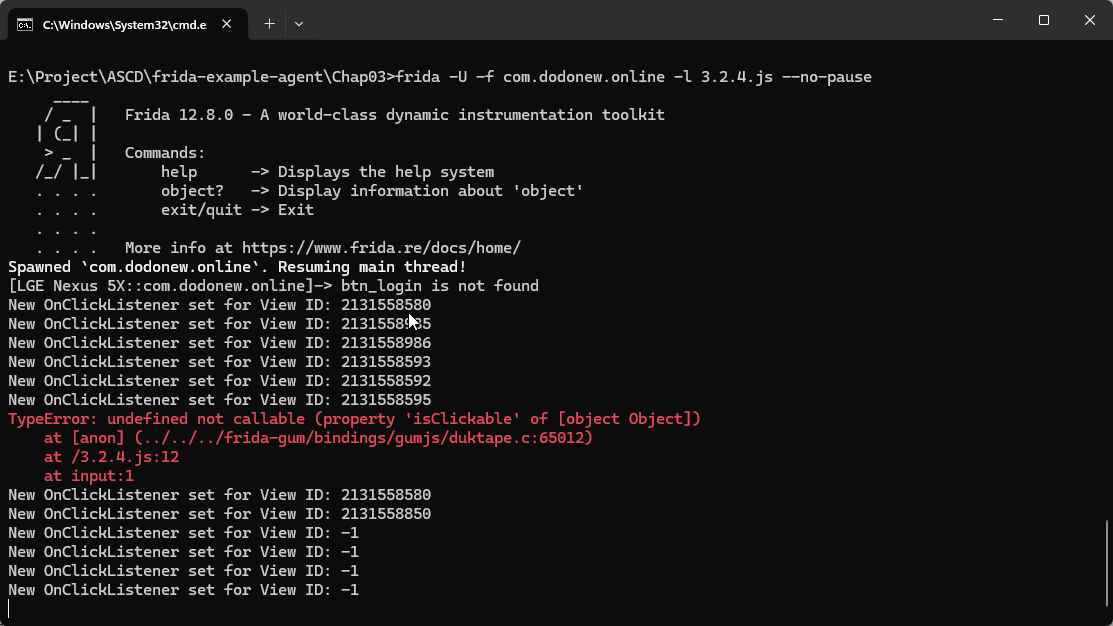 C:\Windows\System32\cmd.e
E:\Project\ASCD\frida-example-agent\Chap03>frida -U -f com.dodonew.online -l 3.2.4.js --no-pause
     ____
    / _  |   Frida 12.8.0 - A world-class dynamic instrumentation toolkit
   | (_| |
    > _  |   Commands:
   /_/ |_|       help      -> Displays the help system
   . . . .       object?   -> Display information about 'object'
   . . . .       exit/quit -> Exit
   . . . .
   . . . .   More info at https://www.frida.re/docs/home/
Spawned `com.dodonew.online`. Resuming main thread!
[LGE Nexus 5X::com.dodonew.online]-> btn_login is not found
New OnClickListener set for View ID: 2131558580
New OnClickListener set for View ID: 2131558985
New OnClickListener set for View ID: 2131558986
New OnClickListener set for View ID: 2131558593
New OnClickListener set for View ID: 2131558592
New OnClickListener set for View ID: 2131558595
TypeError: undefined not callable (property 'isClickable' of [object Object])
    at [anon] (../../../frida-gum/bindings/gumjs/duktape.c:65012)
    at /3.2.4.js:12
    at input:1
New OnClickListener set for View ID: 2131558580
New OnClickListener set for View ID: 2131558850
New OnClickListener set for View ID: -1
New OnClickListener set for View ID: -1
New OnClickListener set for View ID: -1
New OnClickListener set for View ID: -1